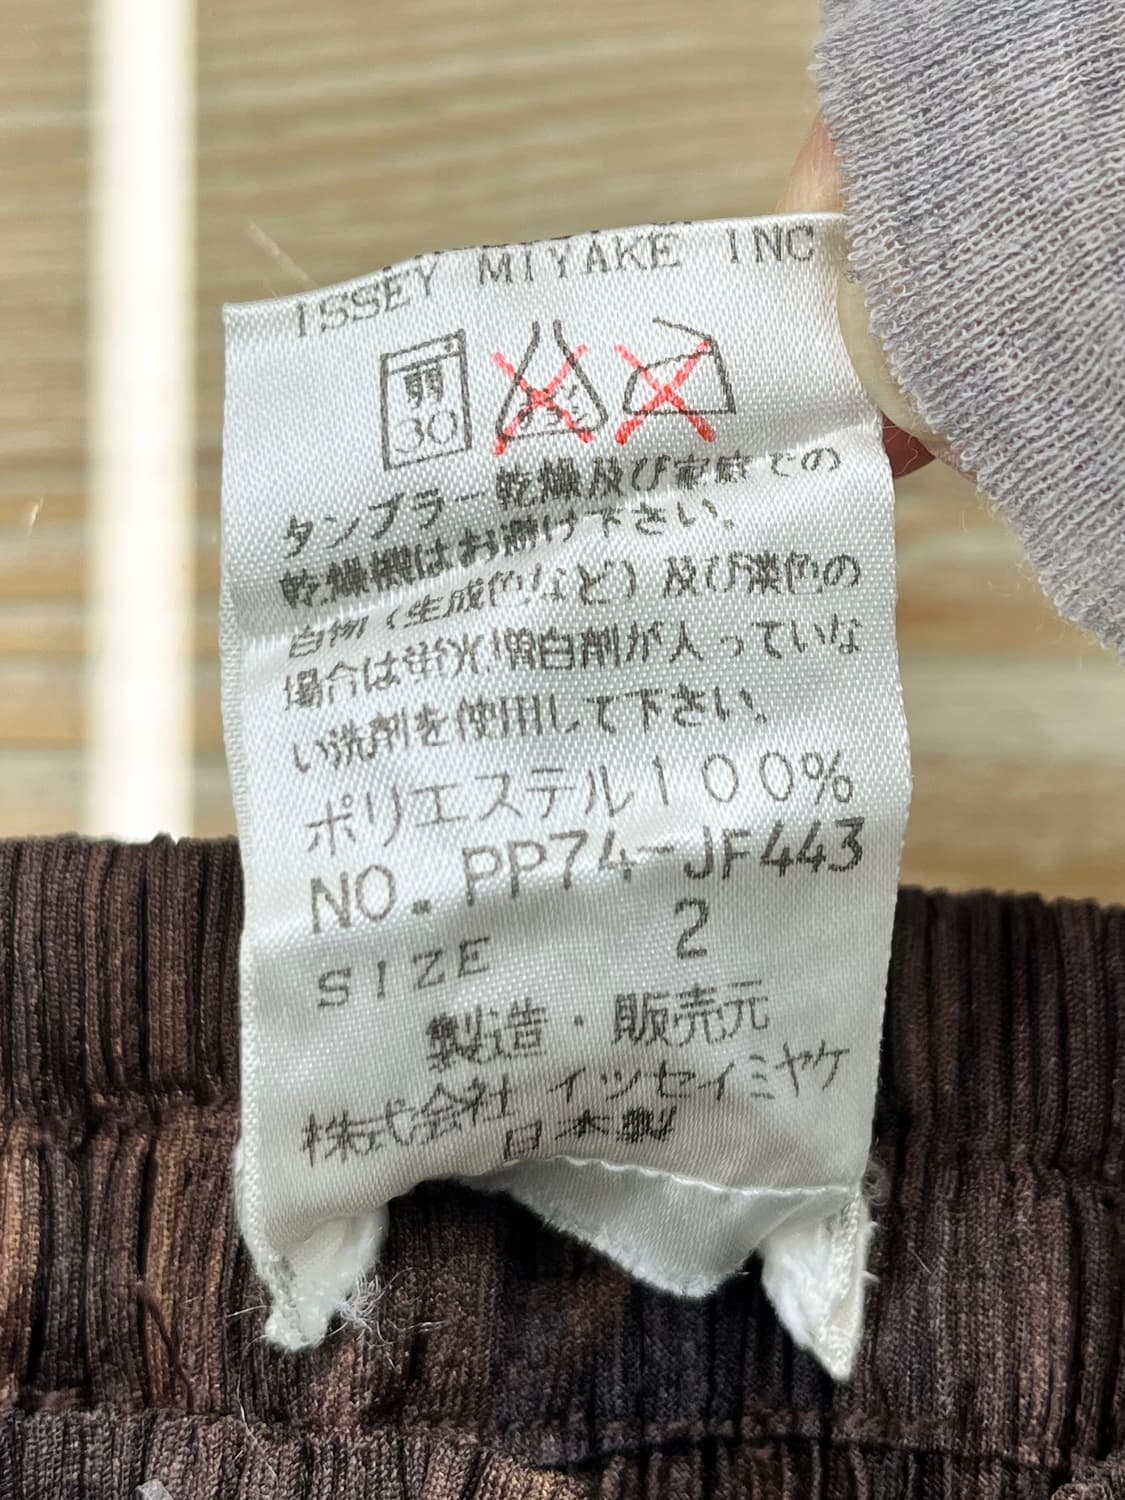 ISSEY MIYAKE INC
弱
30
タンブラー乾燥及び家庭での
乾燥機はお避け下さい。
白物(生成色など)及び淡色の
場合は蛍光増白剤が入っていな
い洗剤を使用して下さい。
ポリエステル100%
NO.PP74-JF443
SIZE 2
製造・販売元
株式会社 イッセイミヤケ
日本製